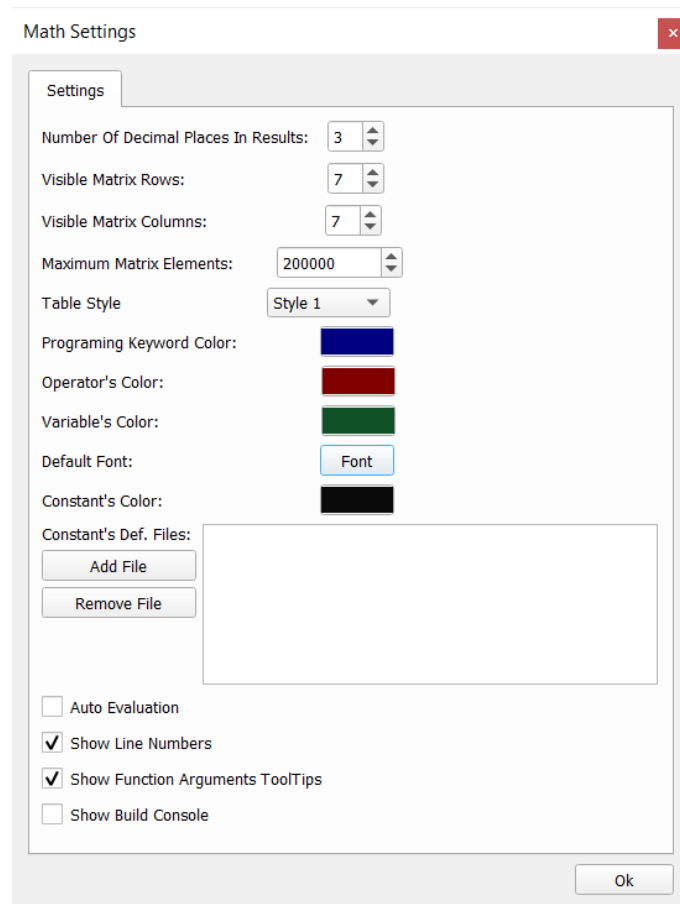 Math Settings
Settings
Number Of Decimal Places In Results: 3
Visible Matrix Rows: 7
Visible Matrix Columns: 7
Maximum Matrix Elements: 200000
Table Style Style 1
Programing Keyword Color:
Operator's Color:
Variable's Color:
Default Font: Font
Constant's Color:
Constant's Def. Files:
Add File
Remove File
Auto Evaluation
Show Line Numbers
Show Function Arguments ToolTips
Show Build Console
Ok